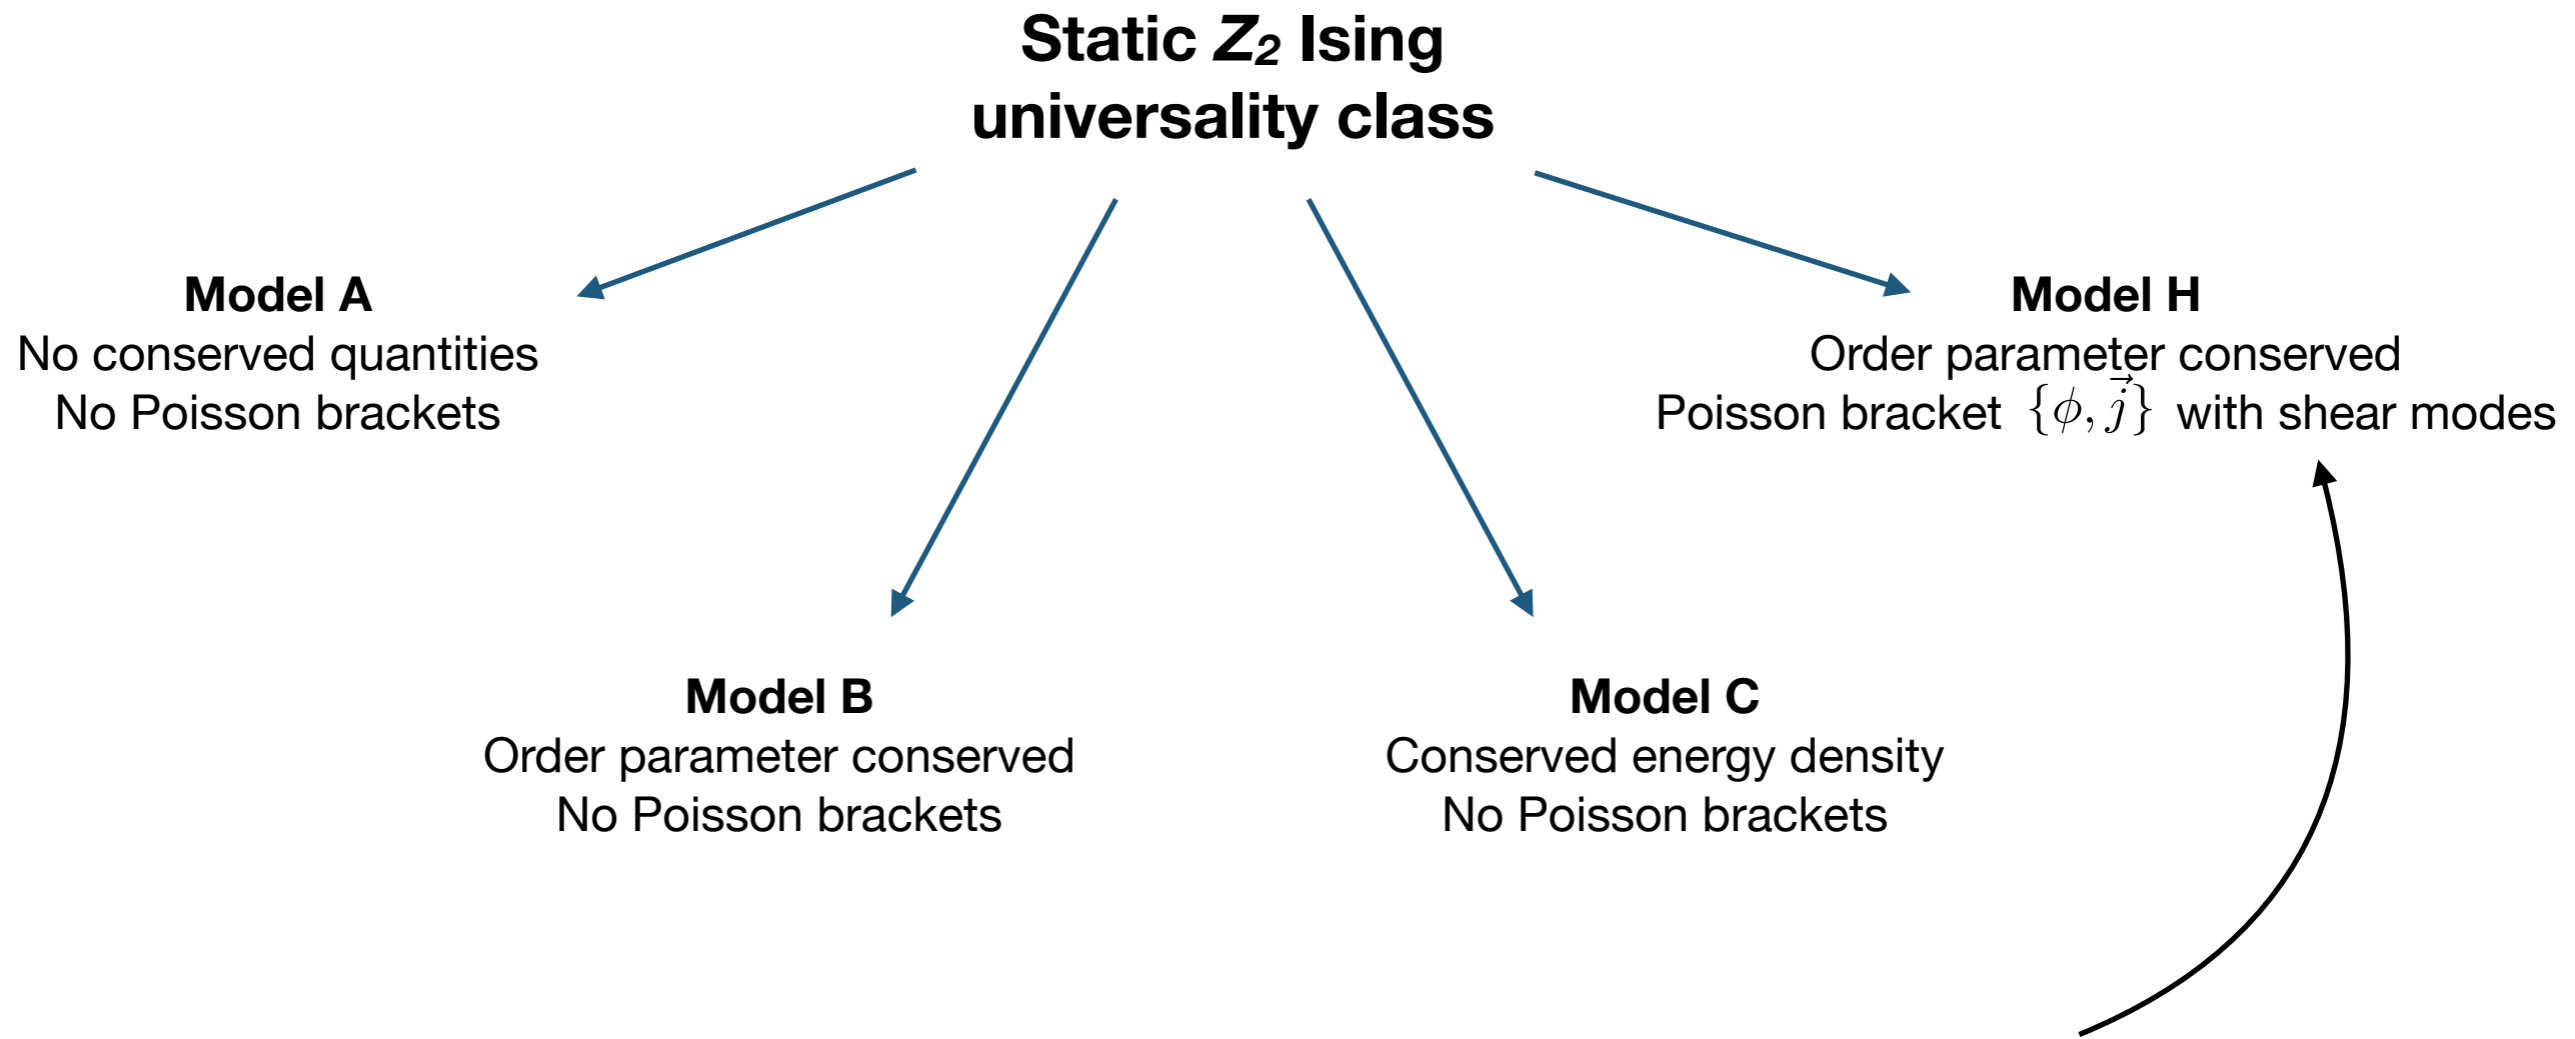 Static Z₂ Ising
universality class
Model A
No conserved quantities
No Poisson brackets
Model H
Order parameter conserved
Poisson bracket {ϕ, j⃗} with shear modes
Model B
Order parameter conserved
No Poisson brackets
Model C
Conserved energy density
No Poisson brackets